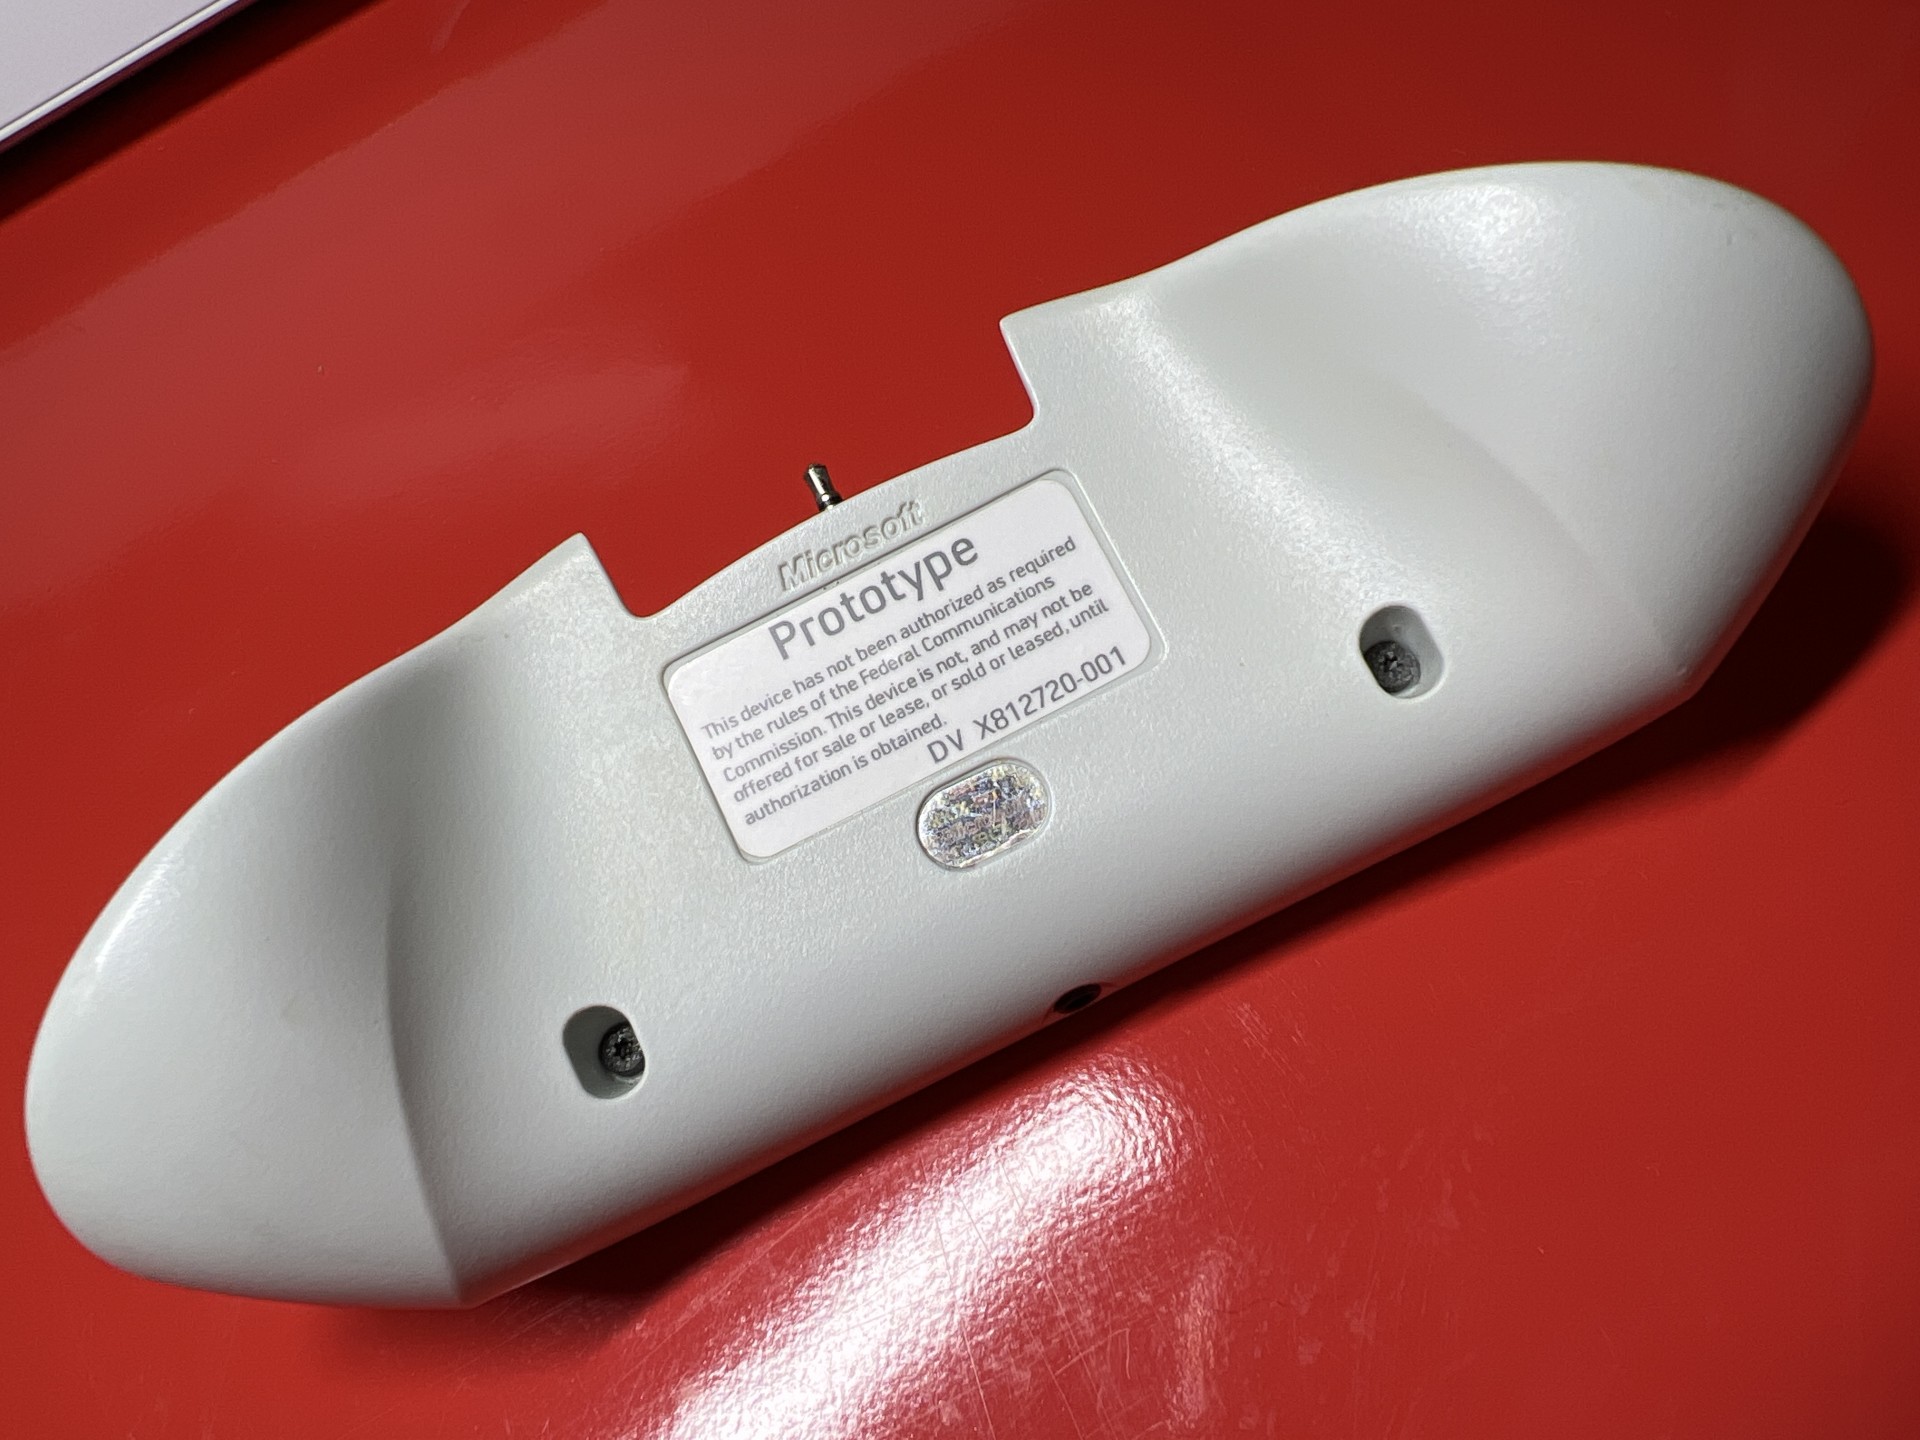 Microsoft
Prototype
This device has not been authorized as required
by the rules of the Federal Communications
Commission. This device is not, and may not be
offered for sale or lease, or sold or leased, until
authorization is obtained.
DV X812720-001